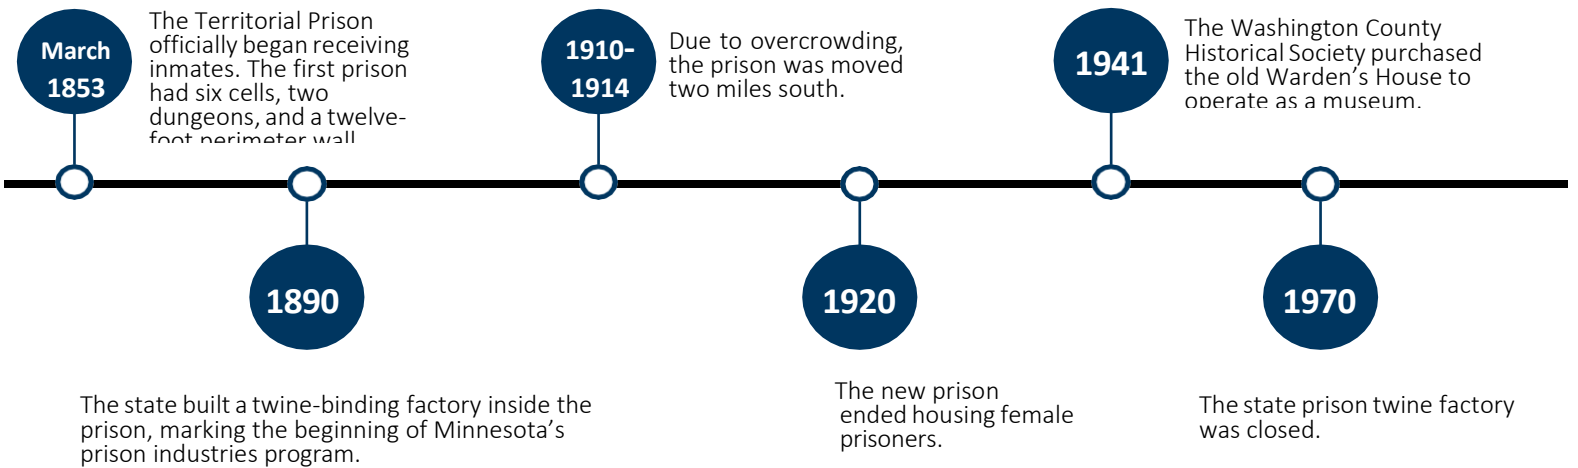 March
1853
The Territorial Prison
officially began receiving
inmates. The first prison
had six cells, two
dungeons, and a twelve-
foot perimeter wall
1890
The state built a twine-binding factory inside the
prison, marking the beginning of Minnesota’s
prison industries program.
1910-
1914
Due to overcrowding,
the prison was moved
two miles south.
1920
The new prison
ended housing female
prisoners.
1941
The Washington County
Historical Society purchased
the old Warden’s House to
operate as a museum.
1970
The state prison twine factory
was closed.